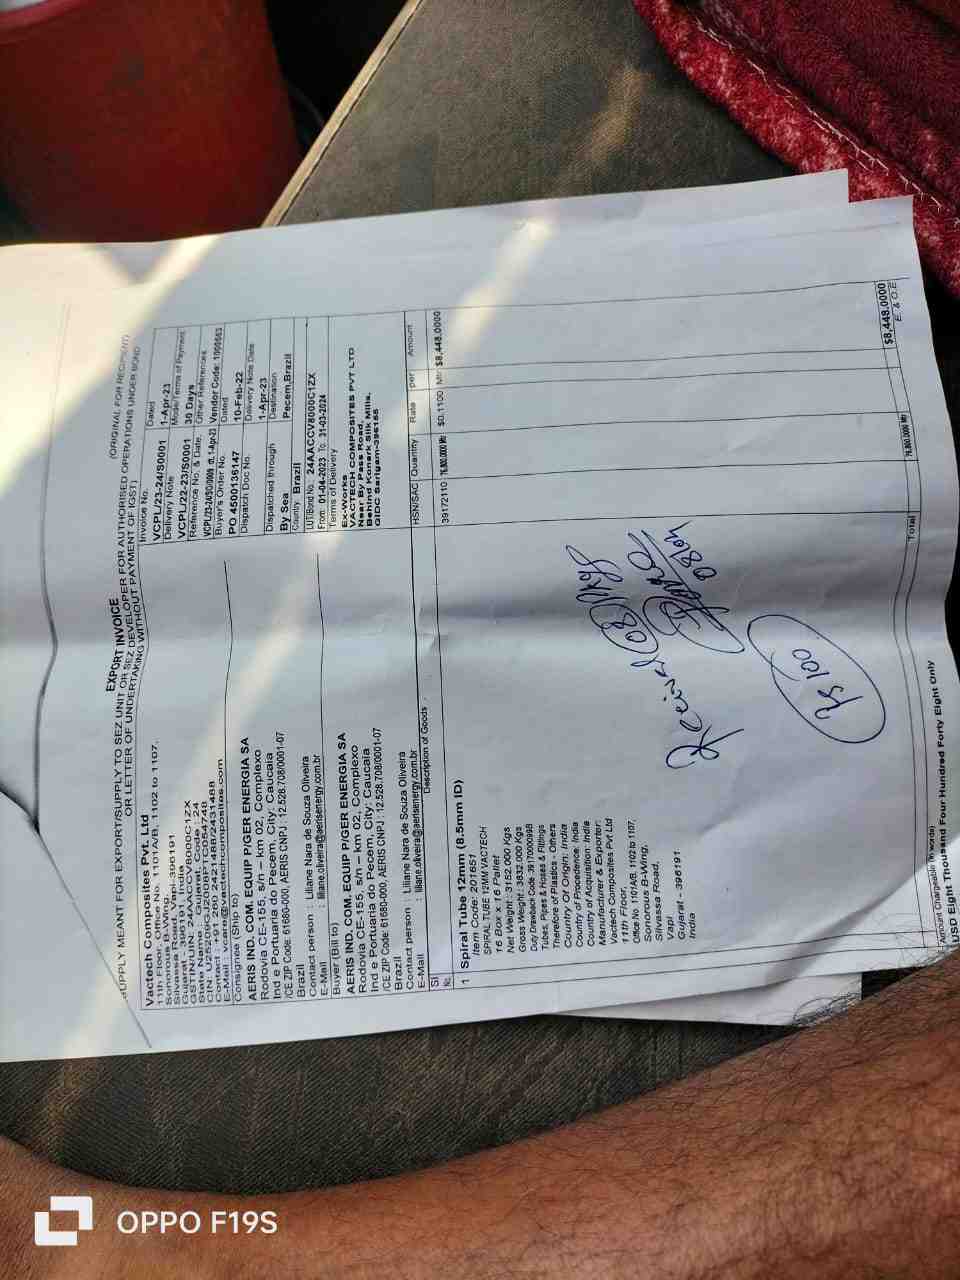 EXPORT INVOICE
(ORIGINAL FOR RECIPIENT)
SUPPLY MEANT FOR EXPORT/SUPPLY TO SEZ UNIT OR SEZ DEVELOPER FOR AUTHORISED OPERATIONS UNDER BOND
OR LETTER OF UNDERTAKING WITHOUT PAYMENT OF IGST)
Vactech Composites Pvt. Ltd
11th Floor,Office No. 1101A/B, 1102 to 1107,
Sonorous B-Wing,
Silvassa Road, Vapi - 396191
Gujarat - 396191, India
GSTIN/UIN: 24AACCV8000C1ZX
State Name : Gujarat, Code : 24
CIN: U25209GJ2008PTC054748
Contact : +91 260 2421488/2431488
Consignee (Ship to)
AERIS IND. COM. EQUIP P/GER ENERGIA SA
Rodovia CE-155, s/n – km 02, Complexo
Ind e Portuaria do Pecem, City: Caucaia
/CE ZIP Code: 61680-000, AERIS CNPJ : 12.528.708/0001-07
Brazil
Contact person : Liliane Nara de Souza Oliveira
E-Mail : liliane.oliveira@aerisenergy.com.br
Buyer (Bill to)
AERIS IND. COM. EQUIP P/GER ENERGIA SA
Rodovia CE-155, s/n – km 02, Complexo
Ind e Portuaria do Pecem, City: Caucaia
/CE ZIP Code: 61680-000, AERIS CNPJ : 12.528.708/0001-07
Brazil
Contact person : Liliane Nara de Souza Oliveira
E-Mail : liliane.oliveira@aerisenergy.com.br
Invoice No. Dated
VCPL/23-24/S0001 1-Apr-23
Delivery Note Mode/Terms of Payment
VCPL/22-23/S0001 30 Days
Reference No. & Date. Other References
VCPL/23-24/SO/0009 dt. 1-Apr-23 Vendor Code: 1000663
Buyer's Order No. Dated
PO 4500136147 10-Feb-22
Dispatch Doc No. Delivery Note Date
1-Apr-23
Dispatched through Destination
By Sea Pecem,Brazil
Country Brazil
LUT/Bond No.: 24AACCV8000C1ZX
From: 01-04-2023 To: 31-03-2024
Terms of Delivery
Ex-Works
VACTECH COMPOSITES PVT LTD
Near By Pass Road,
Behind Konark Silk Mills,
GIDC Sarigam-396155
Sl Description of Goods HSN/SAC Quantity Rate per Amount
No.
1 Spiral Tube 12mm (8.5mm ID) 39172110 76,800.0000 Mtr $0.1100 Mtr $8,448.0000
Item Code: 201651
SPIRAL TUBE 12MM VACTECH
16 Box x 16 Pallet
Net Weight : 3152.000 Kgs
Gross Weight : 3632.000 Kgs
Duty Drawback Code :391700099B
Tubes, Pipes & Hoses & Fittings
Therefore of Plastics - Others
Country Of Origin: India
Country of Procedence: India
Country of Acquisition: India
Manufacturer & Exporter:
Vactech Composites Pvt Ltd
11th Floor,
Office No. 1101A/B, 1102 to 1107,
Sonorous B-Wing,
Silvassa Road,
Vapi
Gujarat - 396191
India
Total 76,800.0000 Mtr $8,448.0000
Amount Chargeable (in words) E. & O.E
USD Eight Thousand Four Hundred Forty Eight Only
OPPO F19S